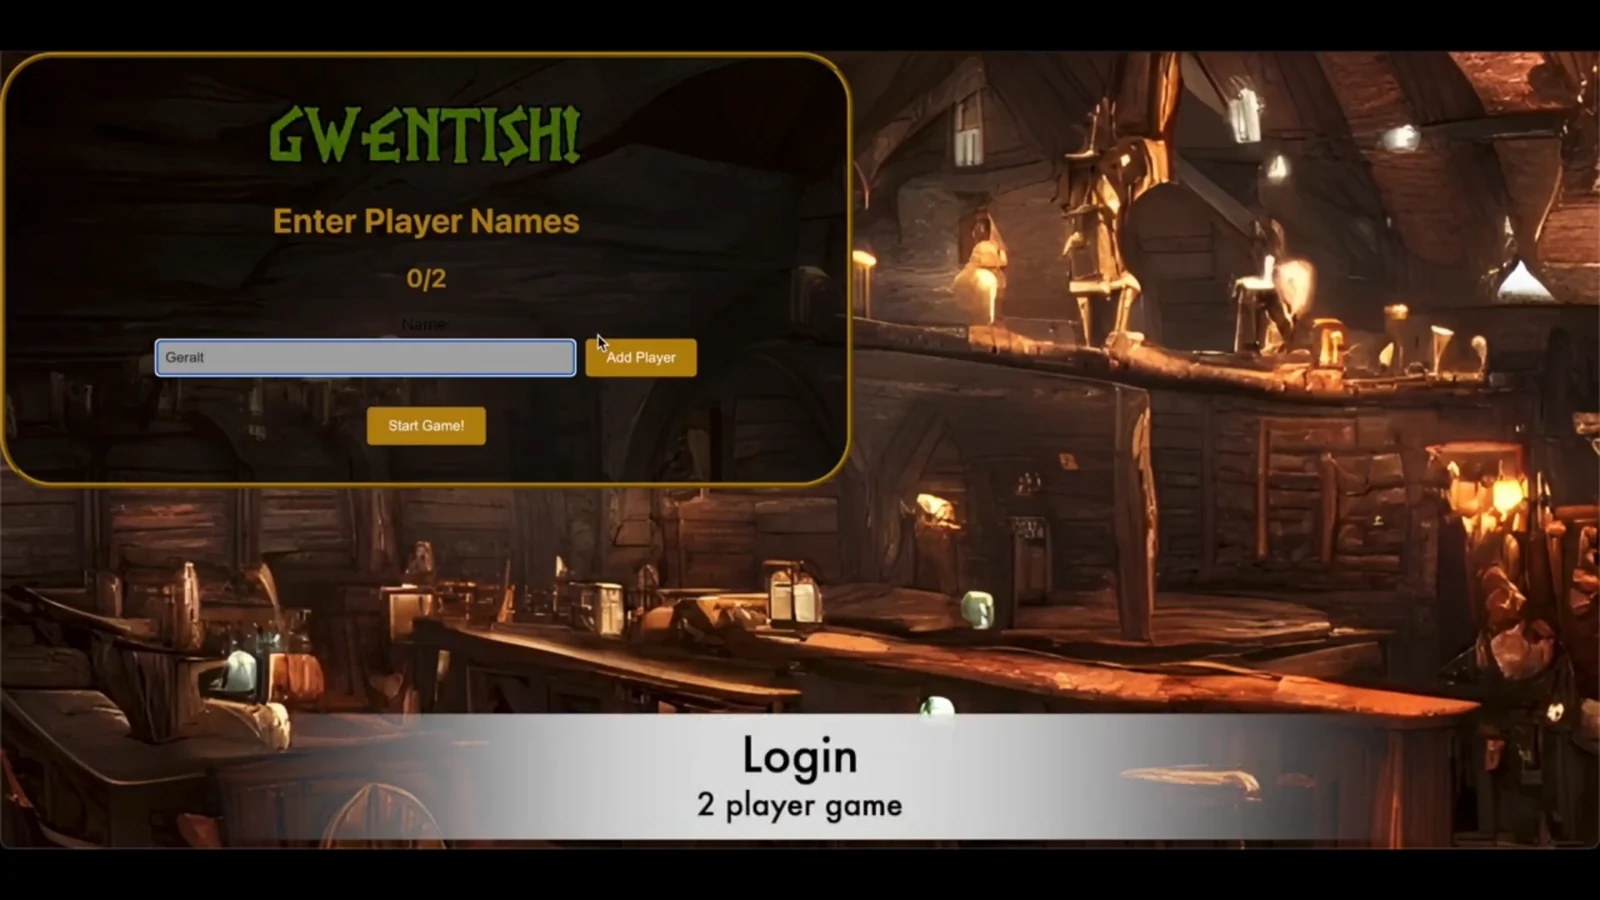 GWENTISH!
Enter Player Names
0/2
Name:
Geralt
Add Player
Start Game!
Login
2 player game